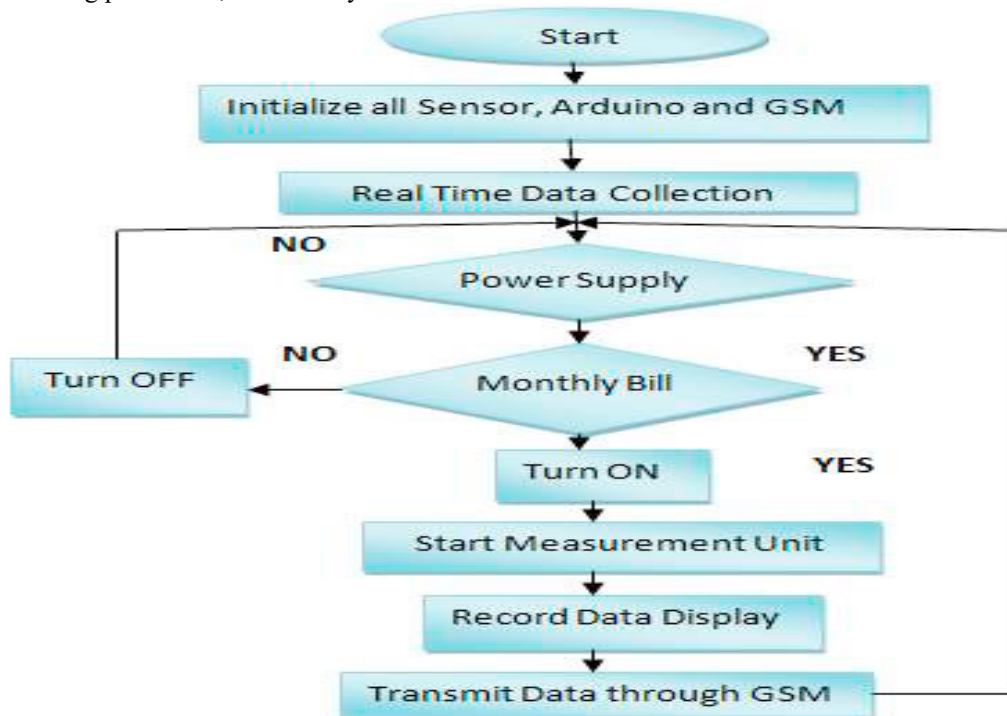 Start
Initialize all Sensor, Arduino and GSM
Real Time Data Collection
NO
Power Supply
NO
YES
Turn OFF
Monthly Bill
Turn ON
YES
Start Measurement Unit
Record Data Display
Transmit Data through GSM